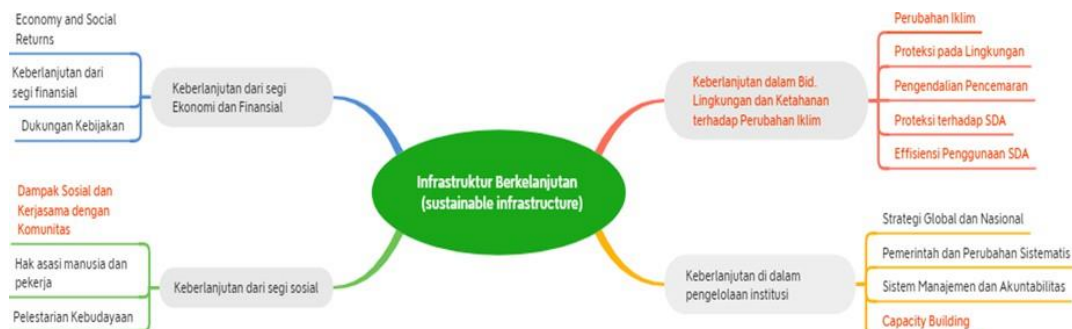 Economy and Social
Returns
Keberlanjutan dari
segi finansial
Dukungan Kebijakan
Keberlanjutan dari segi
Ekonomi dan Finansial
Dampak Sosial dan
Kerjasama dengan
Komunitas
Hak asasi manusia dan
pekerja
Pelestarian Kebudayaan
Keberlanjutan dari segi sosial
Infrastruktur Berkelanjutan
(sustainable infrastructure)
Keberlanjutan dalam Bid.
Lingkungan dan Ketahanan
terhadap Perubahan Iklim
Perubahan Iklim
Proteksi pada Lingkungan
Pengendalian Pencemaran
Proteksi terhadap SDA
Effisiensi Penggunaan SDA
Keberlanjutan di dalam
pengelolaan institusi
Strategi Global dan Nasional
Pemerintah dan Perubahan Sistematis
Sistem Manajemen dan Akuntabilitas
Capacity Building